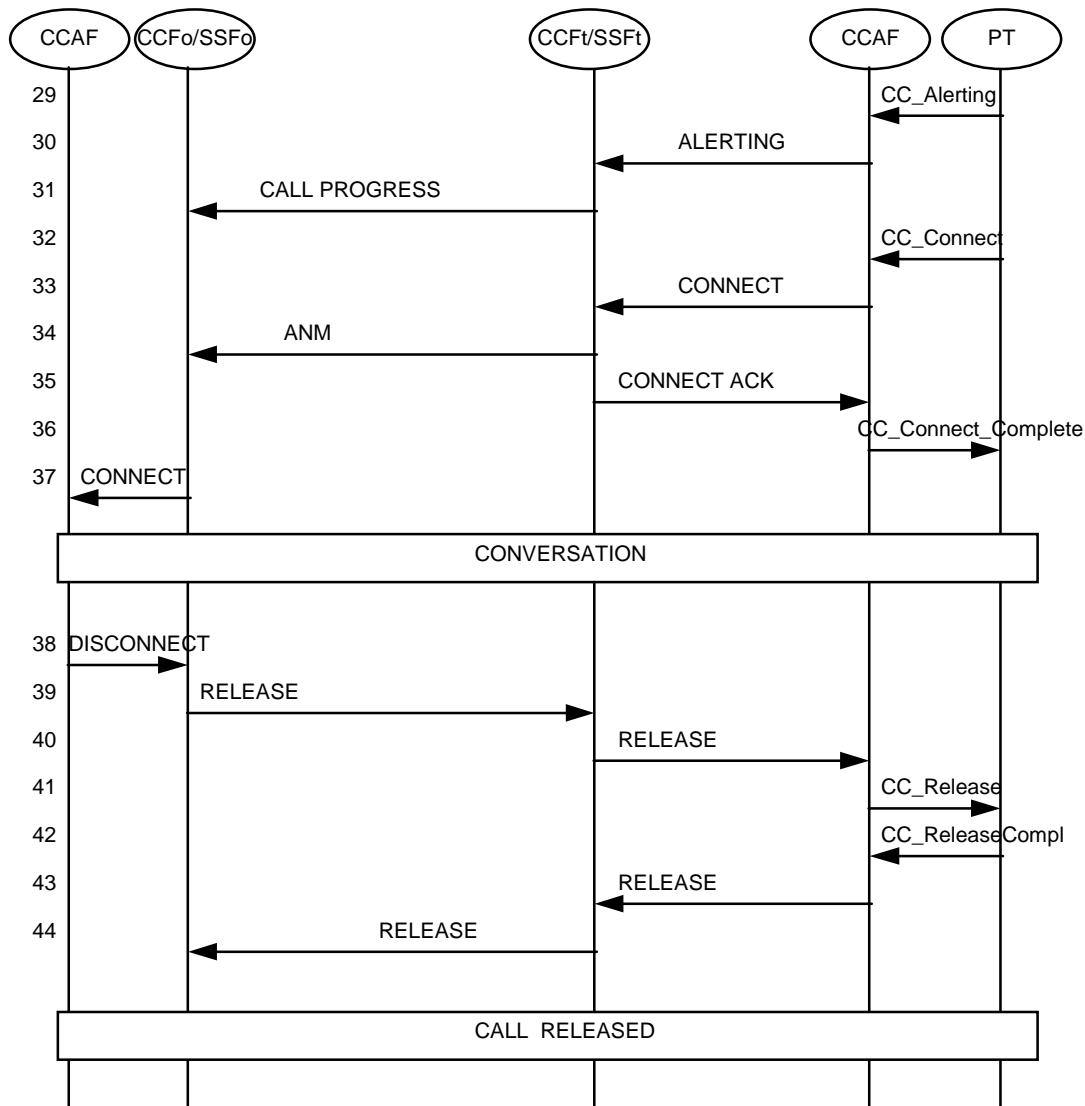 CCAF CCFo/SSFo CCFt/SSFt CCAF PT
29 CC_Alerting
30 ALERTING
31 CALL PROGRESS
32 CC_Connect
33 CONNECT
34 ANM
35 CONNECT ACK
36 CC_Connect_Complete
37 CONNECT
CONVERSATION
38 DISCONNECT
39 RELEASE
40 RELEASE
41 CC_Release
42 CC_ReleaseCompl
43 RELEASE
44 RELEASE
CALL RELEASED